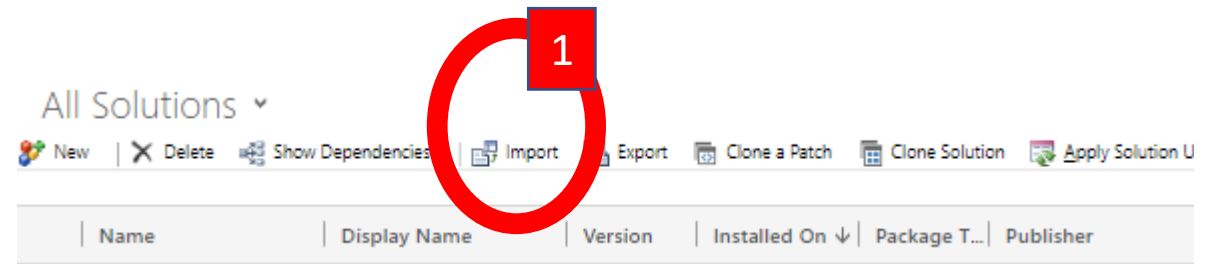 1
All Solutions
New Delete Show Dependencies Import Export Clone a Patch Clone Solution Apply Solution U
Name Display Name Version Installed On Package T... Publisher